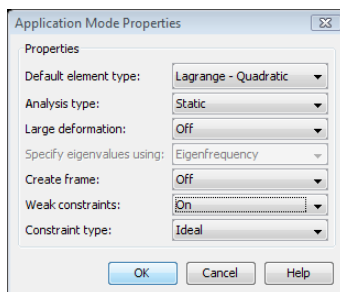 Application Mode Properties
Properties
Default element type: Lagrange - Quadratic
Analysis type: Static
Large deformation: Off
Specify eigenvalues using: Eigenfrequency
Create frame: Off
Weak constraints: On
Constraint type: Ideal
OK Cancel Help